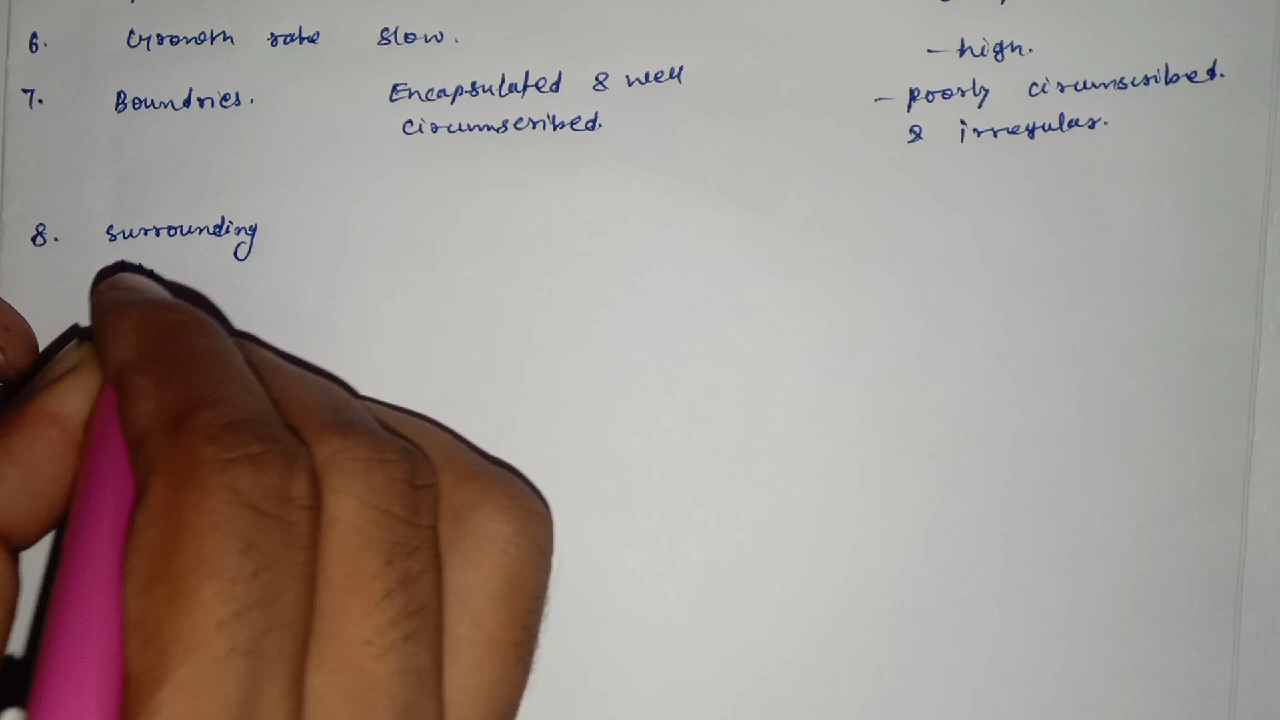 6. Growth rate slow. - high.
7. Boundries. Encapsulated & well - poorly circumscribed.
circumscribed. & irregular.
8. surrounding